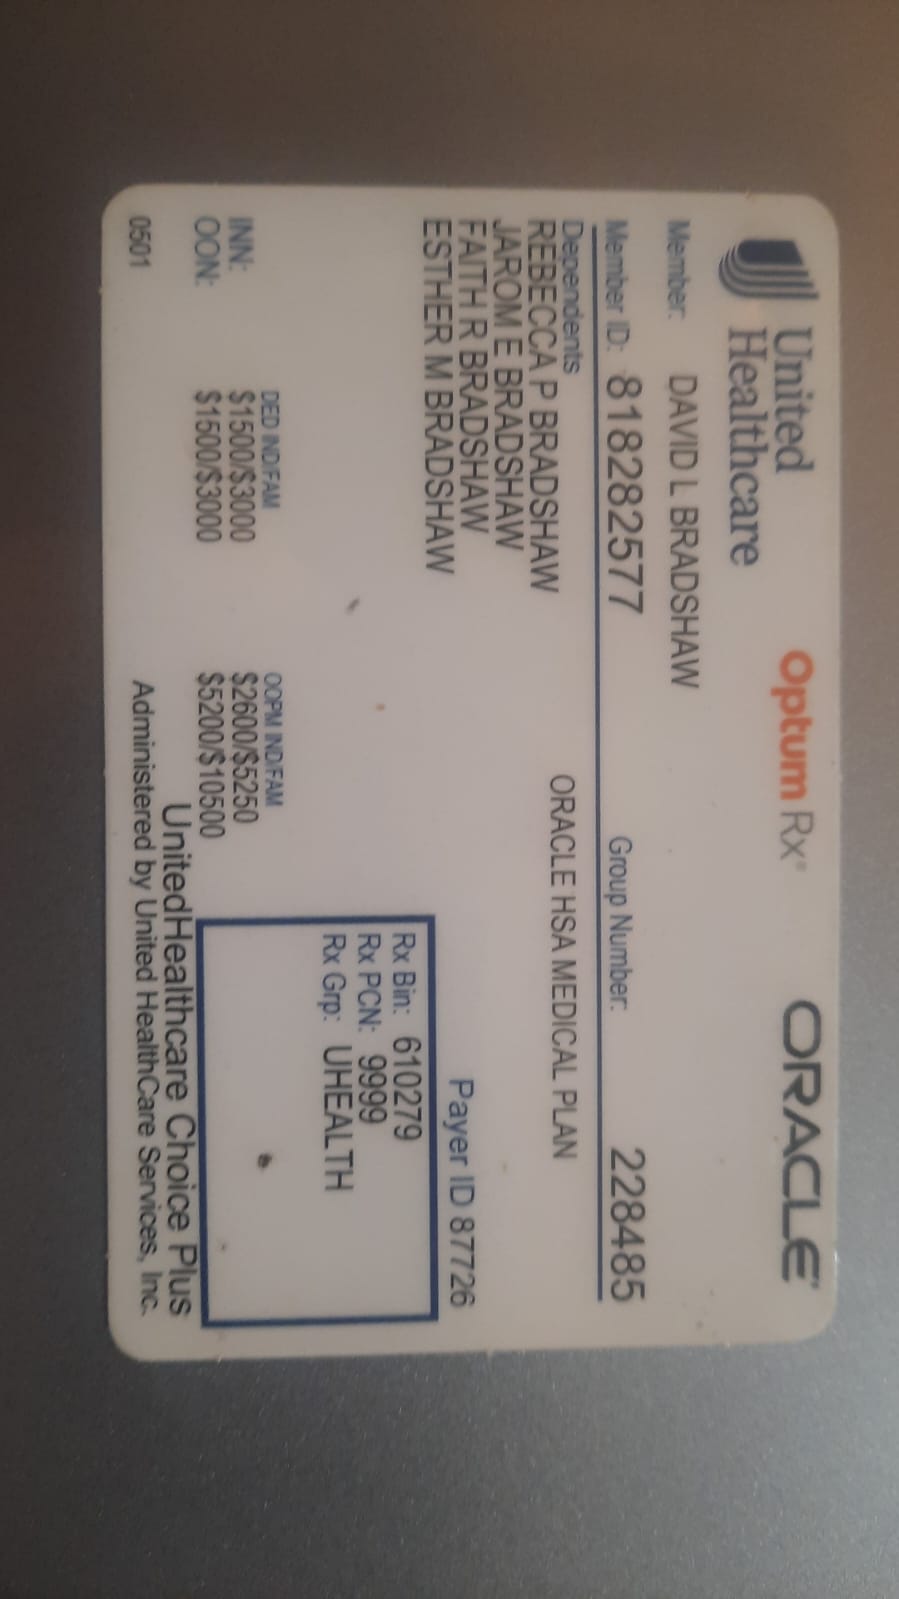 United Healthcare
Optum Rx®
ORACLE®
Member: DAVID L BRADSHAW
Member ID: 818282577 Group Number: 228485
Dependents
REBECCA P BRADSHAW
JAROM E BRADSHAW
FAITH R BRADSHAW
ESTHER M BRADSHAW
ORACLE HSA MEDICAL PLAN
Payer ID 87726
Rx Bin: 610279
Rx PCN: 9999
Rx Grp: UHEALTH
DED IND/FAM OOPM IND/FAM
INN: $1500/$3000 $2600/$5250
OON: $1500/$3000 $5200/$10500
UnitedHealthcare Choice Plus
0501 Administered by United HealthCare Services, Inc.